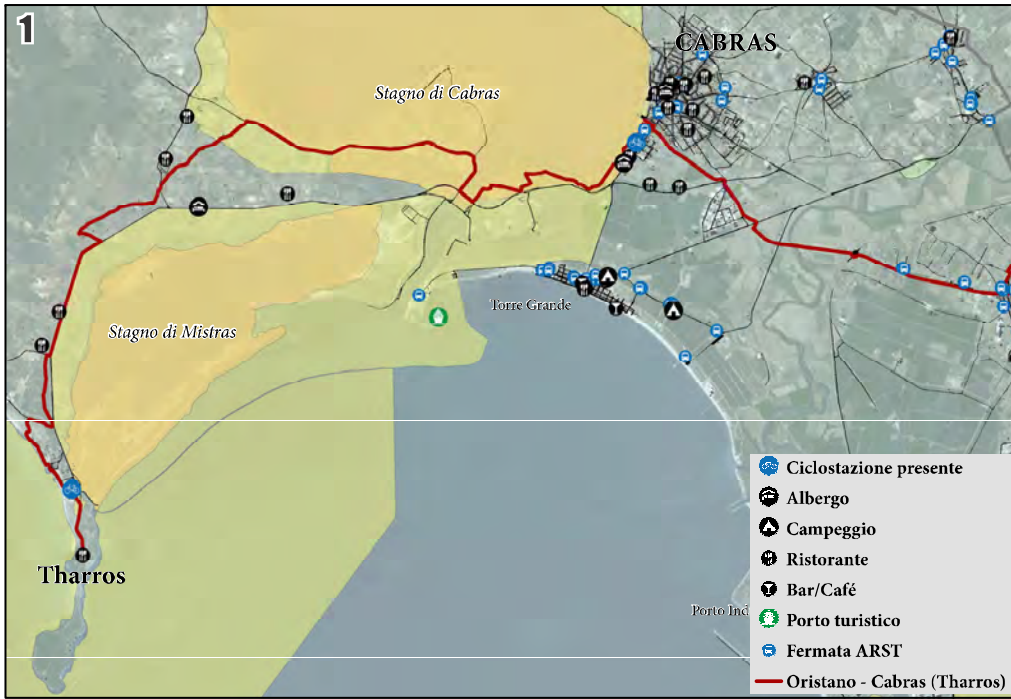 1
CABRAS
Stagno di Cabras
Torre Grande
Stagno di Mistras
Tharros
Porto Ind
Ciclostazione presente
Albergo
Campeggio
Ristorante
Bar/Café
Porto turistico
Fermata ARST
Oristano - Cabras (Tharros)